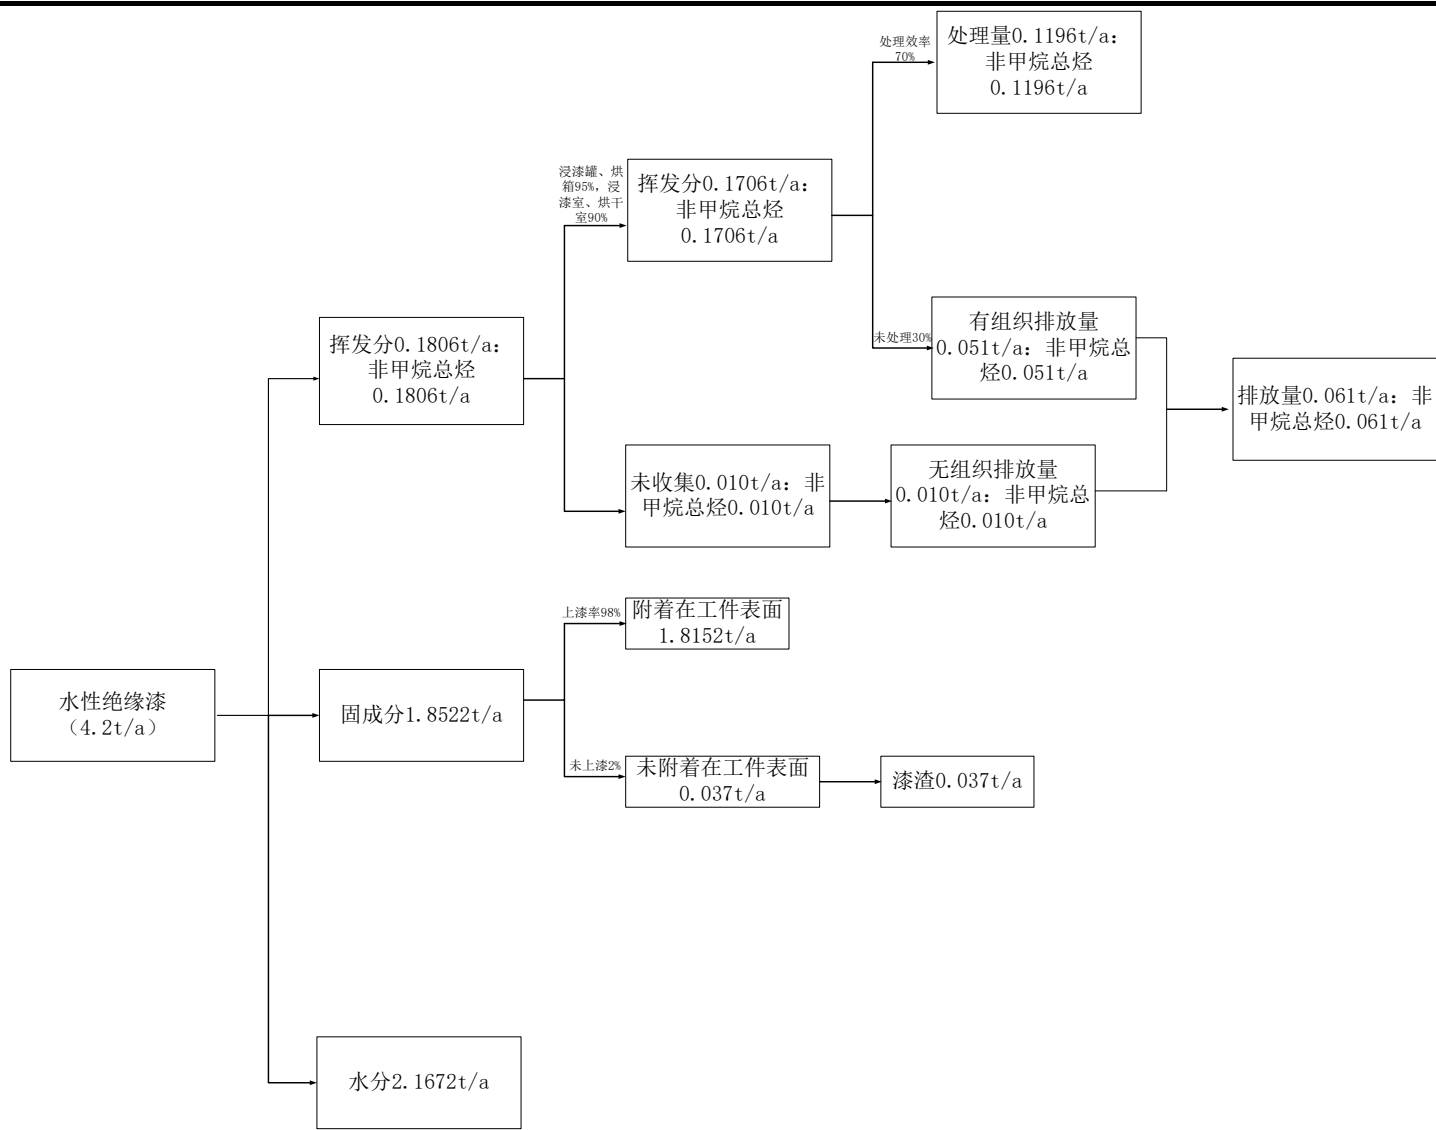 处理效率
70%
处理量0.1196t/a：
非甲烷总烃
0.1196t/a
浸漆罐、烘
箱95%，浸
漆室、烘干
室90%
挥发分0.1706t/a：
非甲烷总烃
0.1706t/a
未处理30%
有组织排放量
0.051t/a：非甲烷总
烃0.051t/a
挥发分0.1806t/a：
非甲烷总烃
0.1806t/a
排放量0.061t/a：非
甲烷总烃0.061t/a
未收集0.010t/a：非
甲烷总烃0.010t/a
无组织排放量
0.010t/a：非甲烷总
烃0.010t/a
上漆率98%
附着在工件表面
1.8152t/a
水性绝缘漆
（4.2t/a）
固成分1.8522t/a
未上漆2%
未附着在工件表面
0.037t/a
漆渣0.037t/a
水分2.1672t/a